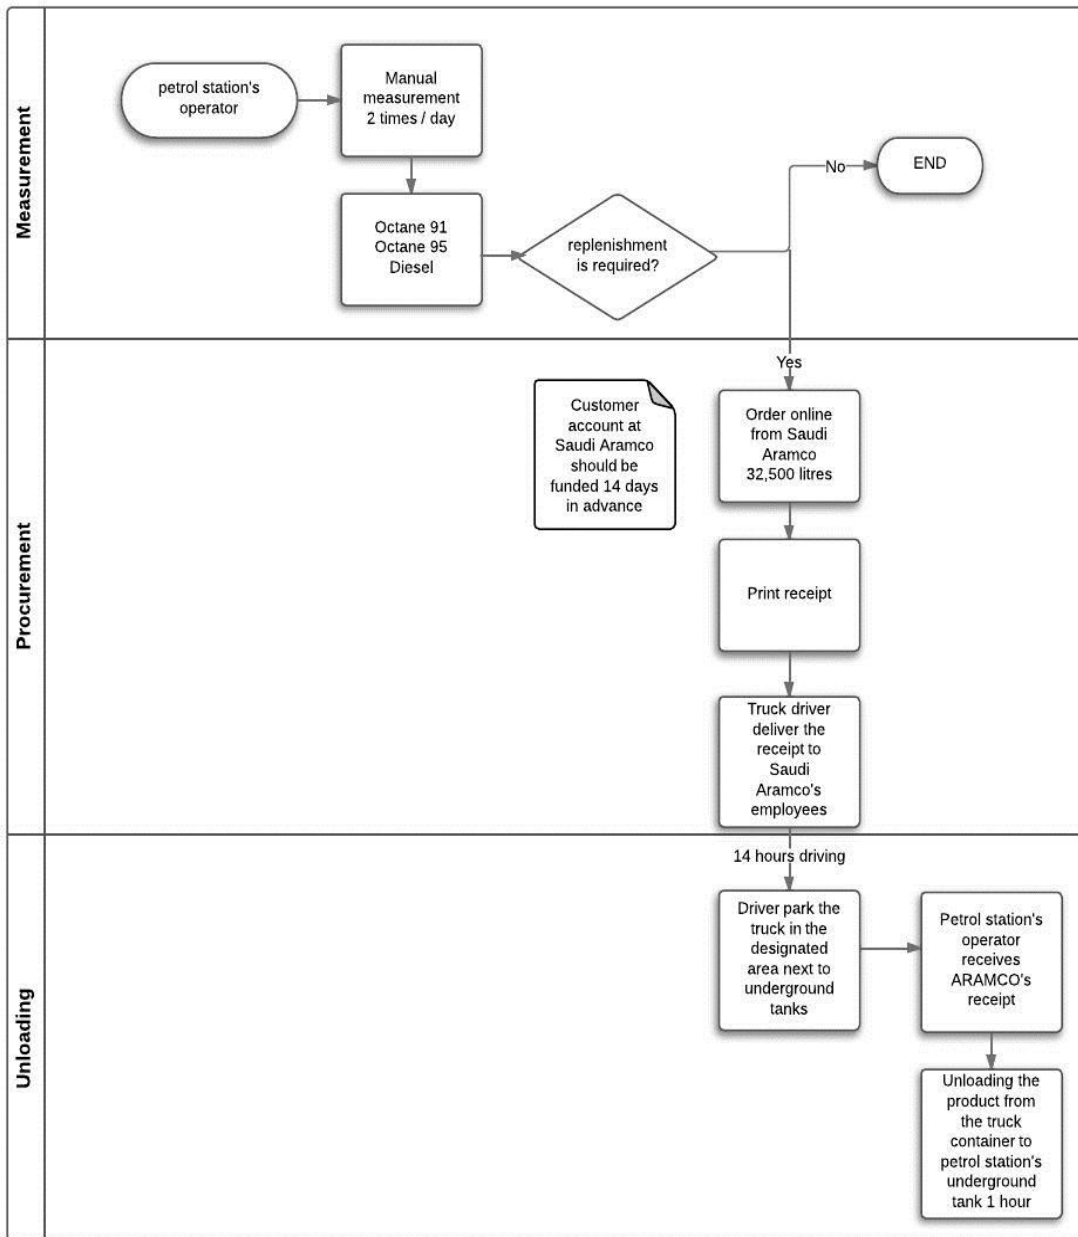 Measurement
petrol station's
operator
Manual
measurement
2 times / day
Octane 91
Octane 95
Diesel
replenishment
is required?
No
END
Procurement
Yes
Customer
account at
Saudi Aramco
should be
funded 14 days
in advance
Order online
from Saudi
Aramco
32,500 litres
Print receipt
Truck driver
deliver the
receipt to
Saudi
Aramco's
employees
Unloading
14 hours driving
Driver park the
truck in the
designated
area next to
underground
tanks
Petrol station's
operator
receives
ARAMCO's
receipt
Unloading the
product from
the truck
container to
petrol station's
underground
tank 1 hour